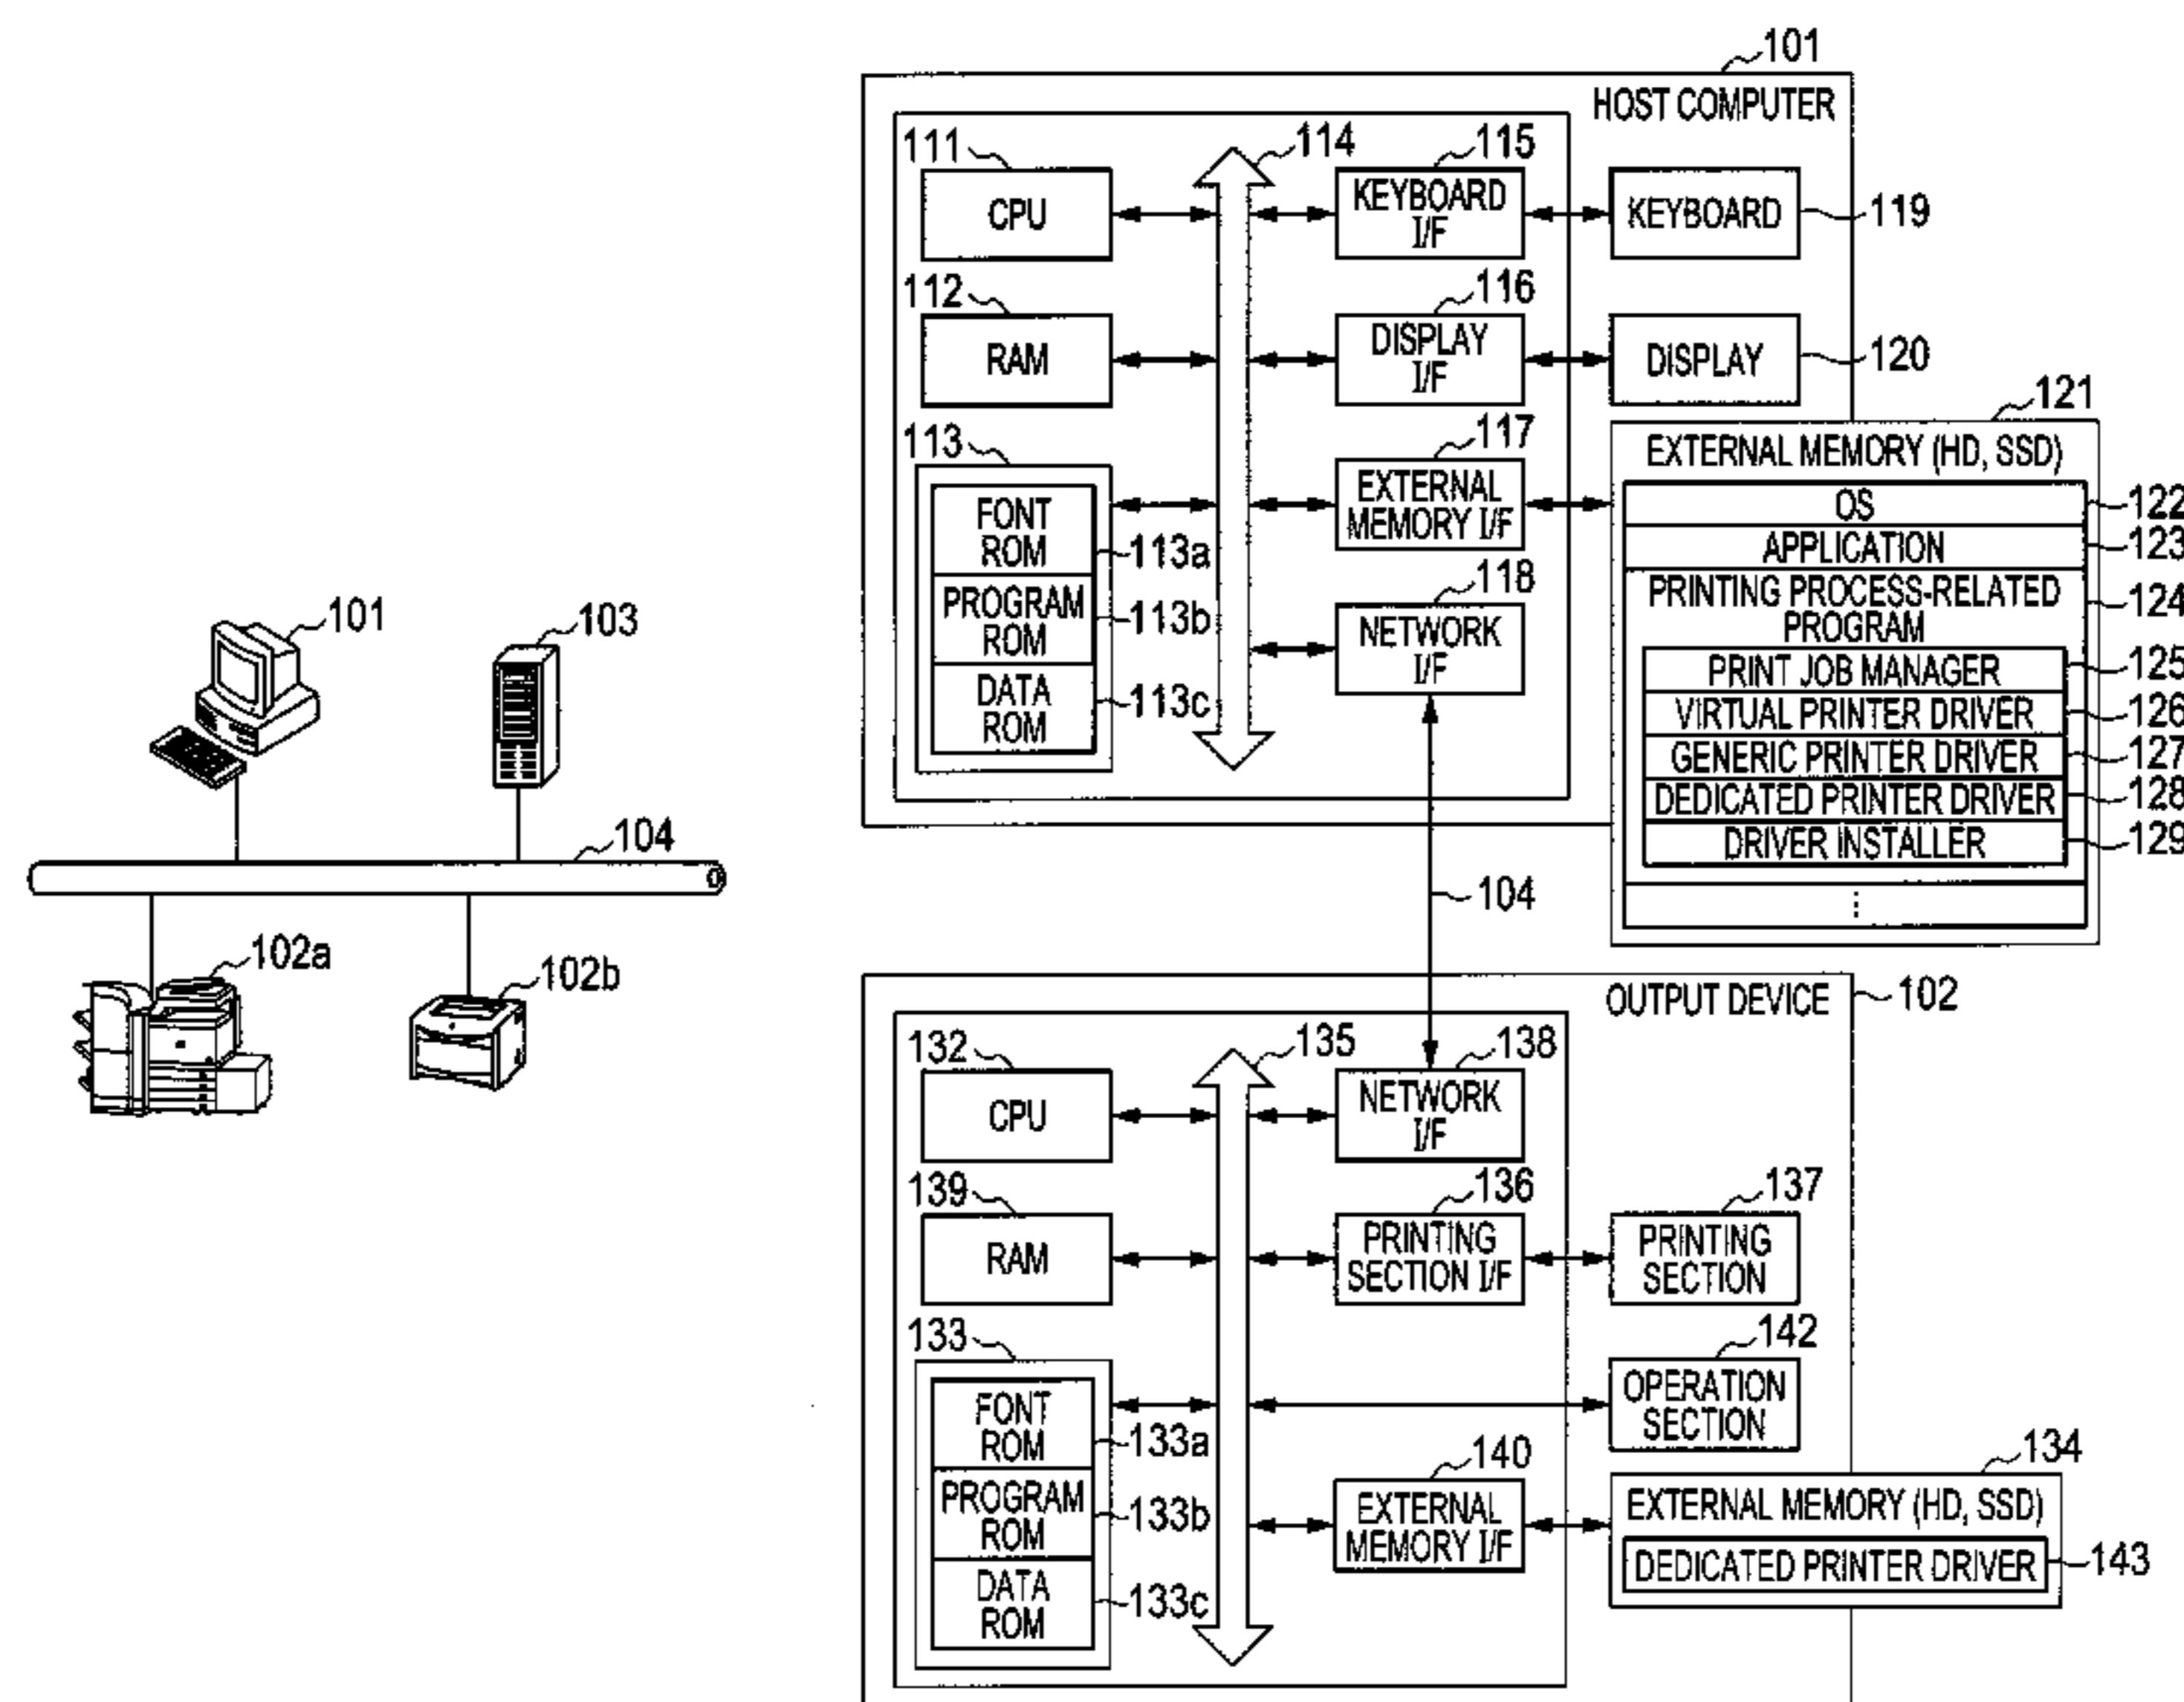 101
103
104
102a
102b
101
HOST COMPUTER
111
CPU
114
115
KEYBOARD
I/F
KEYBOARD
119
112
RAM
116
DISPLAY
I/F
DISPLAY
120
121
EXTERNAL MEMORY (HD, SSD)
OS
122
APPLICATION
123
PRINTING PROCESS-RELATED
PROGRAM
124
PRINT JOB MANAGER
125
VIRTUAL PRINTER DRIVER
126
GENERIC PRINTER DRIVER
127
DEDICATED PRINTER DRIVER
128
DRIVER INSTALLER
129
113
FONT
ROM
113a
PROGRAM
ROM
113b
DATA
ROM
113c
117
EXTERNAL
MEMORY I/F
118
NETWORK
I/F
104
OUTPUT DEVICE
102
132
CPU
135
138
NETWORK
I/F
139
RAM
136
PRINTING
SECTION I/F
137
PRINTING
SECTION
133
FONT
ROM
133a
PROGRAM
ROM
133b
DATA
ROM
133c
142
OPERATION
SECTION
140
EXTERNAL
MEMORY I/F
134
EXTERNAL MEMORY (HD, SSD)
DEDICATED PRINTER DRIVER
143